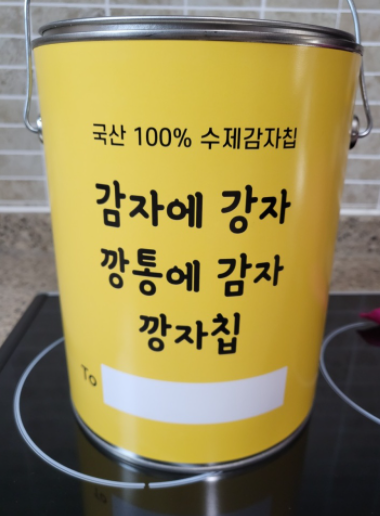 국산 100% 수제감자칩
감자에 강자
깡통에 감자
깡자칩
To